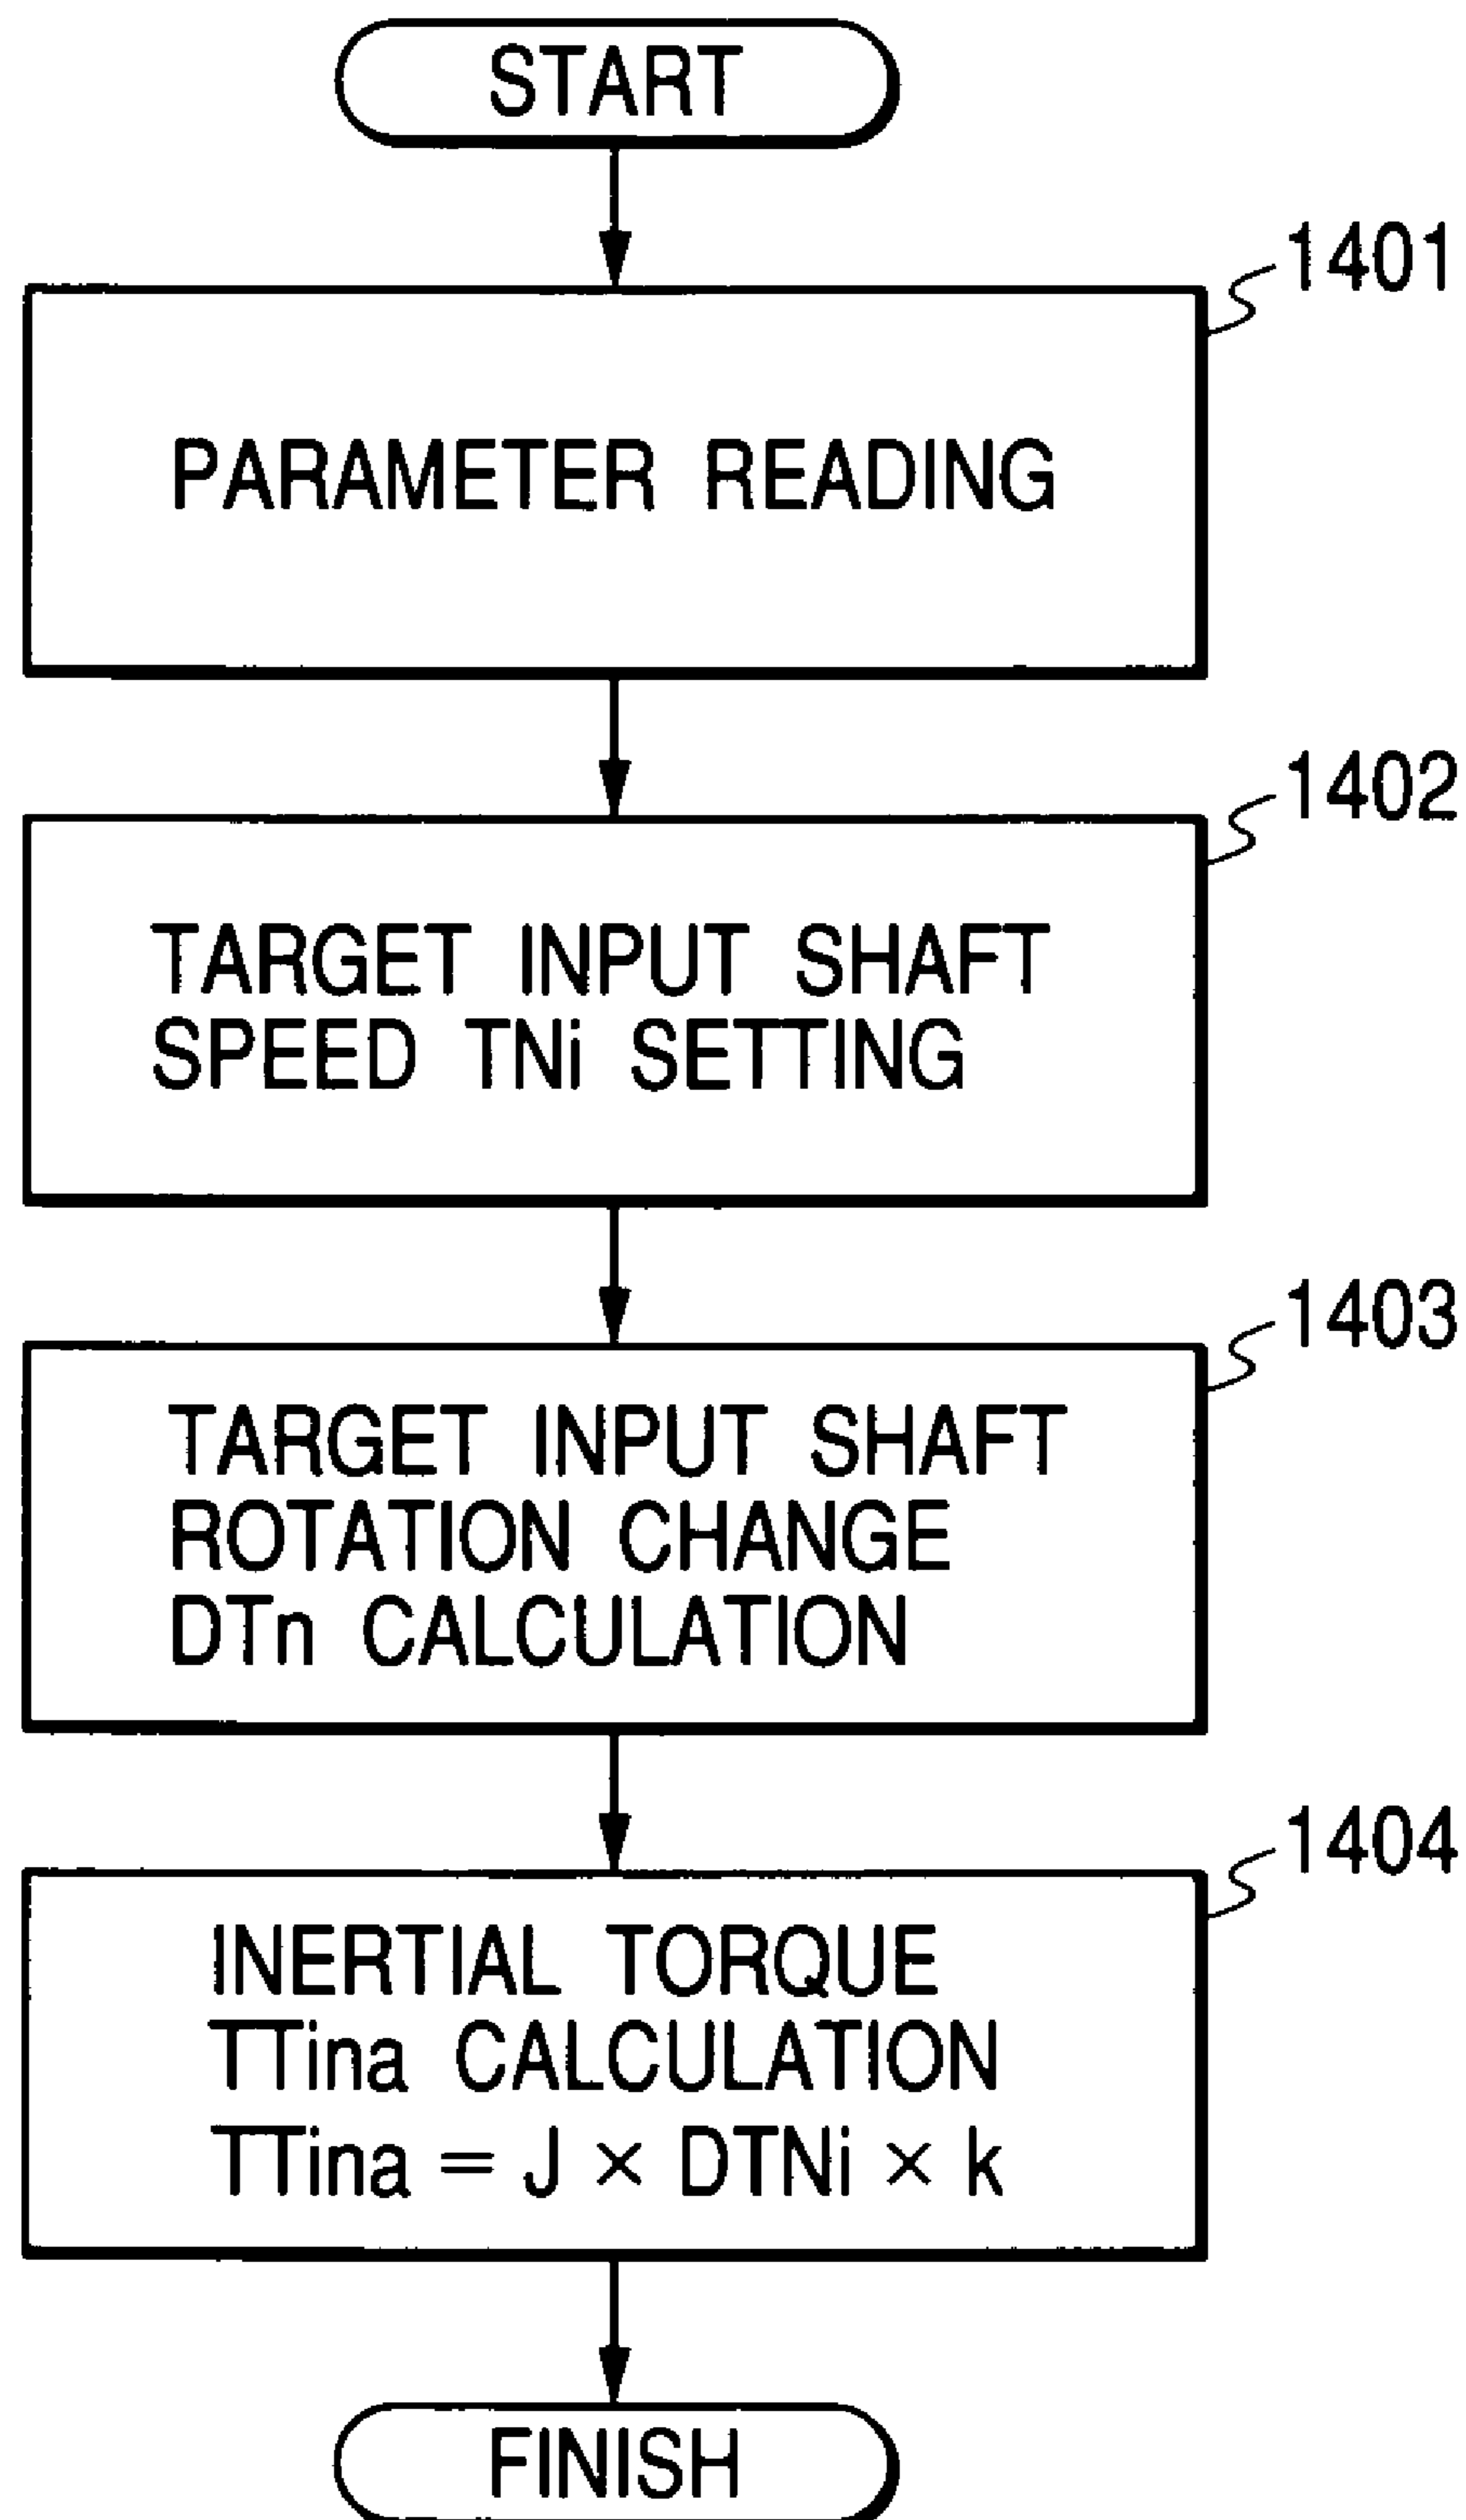 START
1401
PARAMETER READING
1402
TARGET INPUT SHAFT
SPEED TNi SETTING
1403
TARGET INPUT SHAFT
ROTATION CHANGE
DTn CALCULATION
1404
INERTIAL TORQUE
TTina CALCULATION
TTina = J × DTNi × k
FINISH